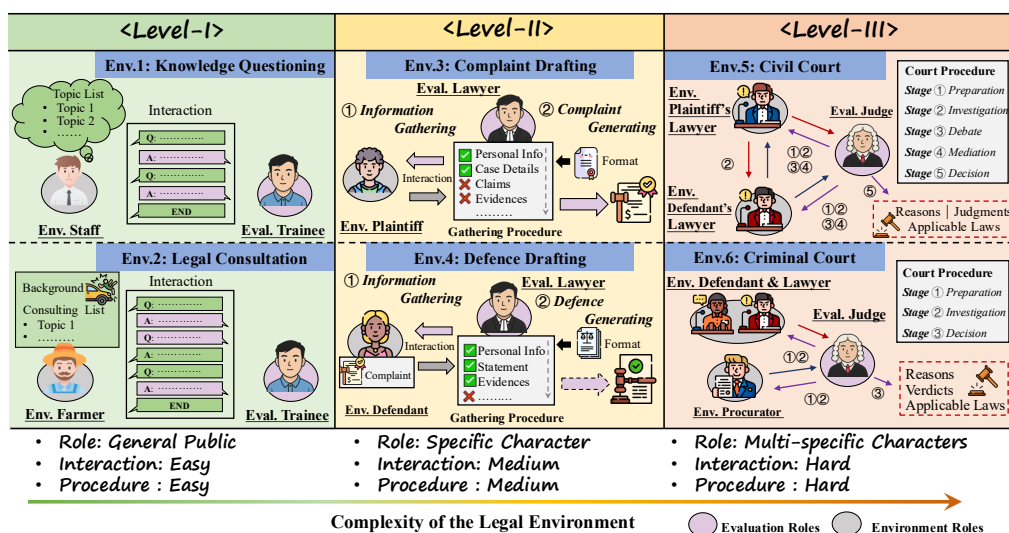 <Level-I>
<Level-II>
<Level-III>
Env.1: Knowledge Questioning
Topic List
• Topic 1
• Topic 2
• ......
Interaction
Q: .............
A: .............
Q: .............
A: .............
END
Env. Staff
Eval. Trainee
Env.2: Legal Consultation
Background
Consulting List
• Topic 1
• .........
Interaction
Q: .............
A: .............
Q: .............
A: .............
Q: .............
A: .............
END
Env. Farmer
Eval. Trainee
Env.3: Complaint Drafting
Eval. Lawyer
① Information
Gathering
② Complaint
Generating
Interaction
Personal Info
Case Details
Claims
Evidences
.........
Format
Env. Plaintiff
Gathering Procedure
Env.4: Defence Drafting
① Information
Gathering
Eval. Lawyer
② Defence
Generating
Interaction
Complaint
Personal Info
Statement
Evidences
.........
Format
Env. Defendant
Gathering Procedure
Env.5: Civil Court
Env.
Plaintiff's
Lawyer
Eval. Judge
②
①②
③④
Env.
Defendant's
Lawyer
①②
③④
⑤
Court Procedure
Stage ① Preparation
Stage ② Investigation
Stage ③ Debate
Stage ④ Mediation
Stage ⑤ Decision
Reasons | Judgments
Applicable Laws
Env.6: Criminal Court
Env. Defendant & Lawyer
Eval. Judge
①②
Env. Procurator
①②
③
Court Procedure
Stage ① Preparation
Stage ② Investigation
Stage ③ Decision
Reasons
Verdicts
Applicable Laws
• Role: General Public
• Interaction: Easy
• Procedure : Easy
• Role: Specific Character
• Interaction: Medium
• Procedure : Medium
• Role: Multi-specific Characters
• Interaction: Hard
• Procedure : Hard
Complexity of the Legal Environment
Evaluation Roles
Environment Roles